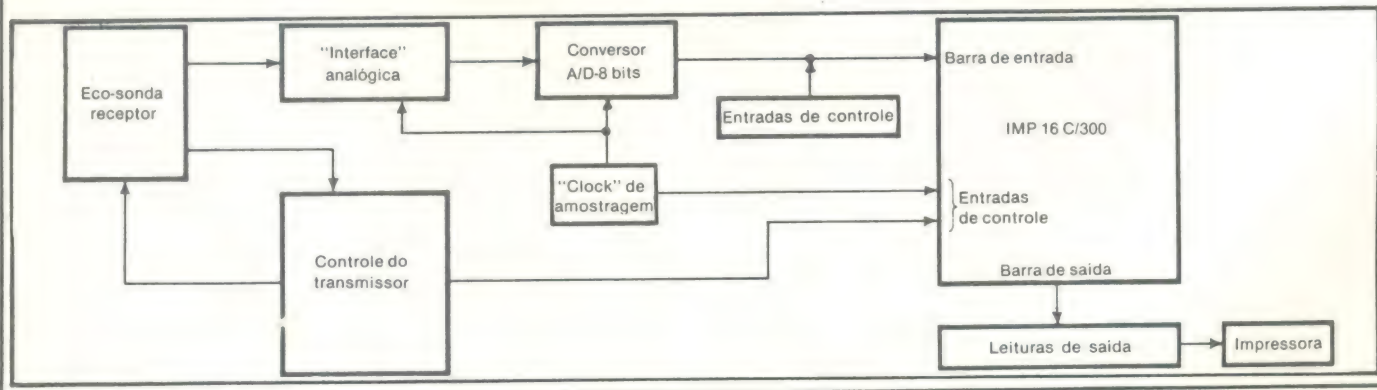 Eco-sonda
receptor
"Interface"
analógica
Conversor
A/D-8 bits
Entradas de controle
"Clock" de
amostragem
Controle do
transmissor
Barra de entrada
IMP 16 C/300
Entradas
de controle
Barra de saída
Leituras de saida
Impressora